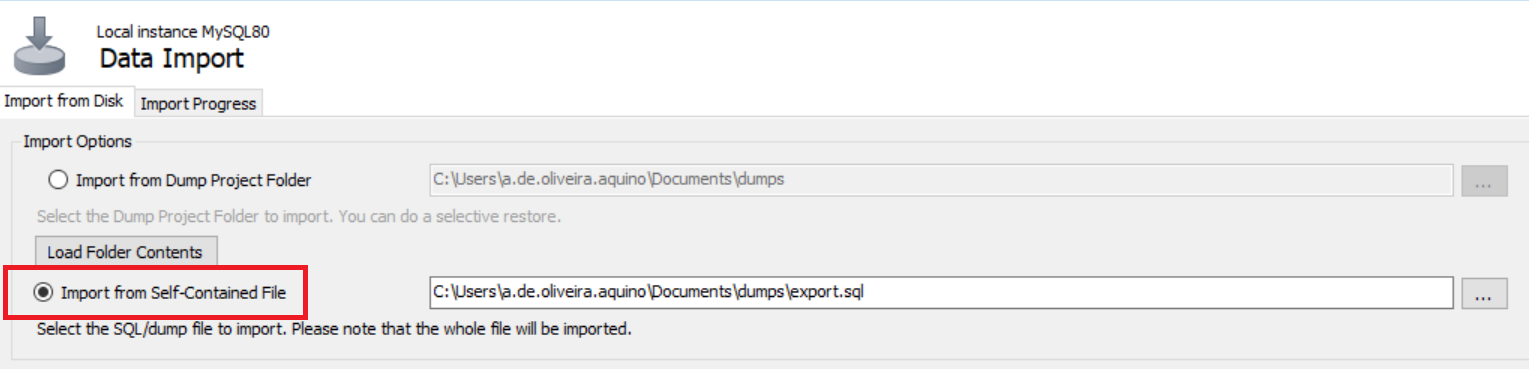 Local instance MySQL80
Data Import
Import from Disk
Import Progress
Import Options
Import from Dump Project Folder
C:\Users\a.de.oliveira.aquino\Documents\dumps
...
Select the Dump Project Folder to import. You can do a selective restore.
Load Folder Contents
Import from Self-Contained File
C:\Users\a.de.oliveira.aquino\Documents\dumps\export.sql
...
Select the SQL/dump file to import. Please note that the whole file will be imported.